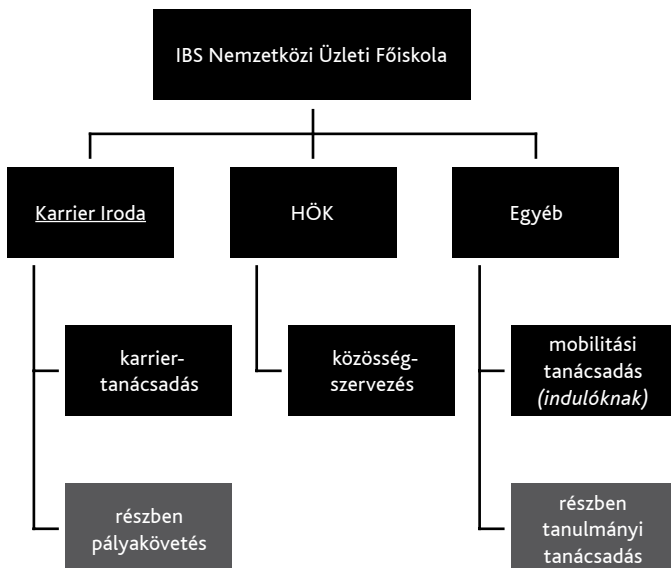 IBS Nemzetközi Üzleti Főiskola
Karrier Iroda
HÖK
Egyéb
karrier-
tanácsadás
közösség-
szervezés
mobilitási
tanácsadás
(indulóknak)
részben
pályakövetés
részben
tanulmányi
tanácsadás